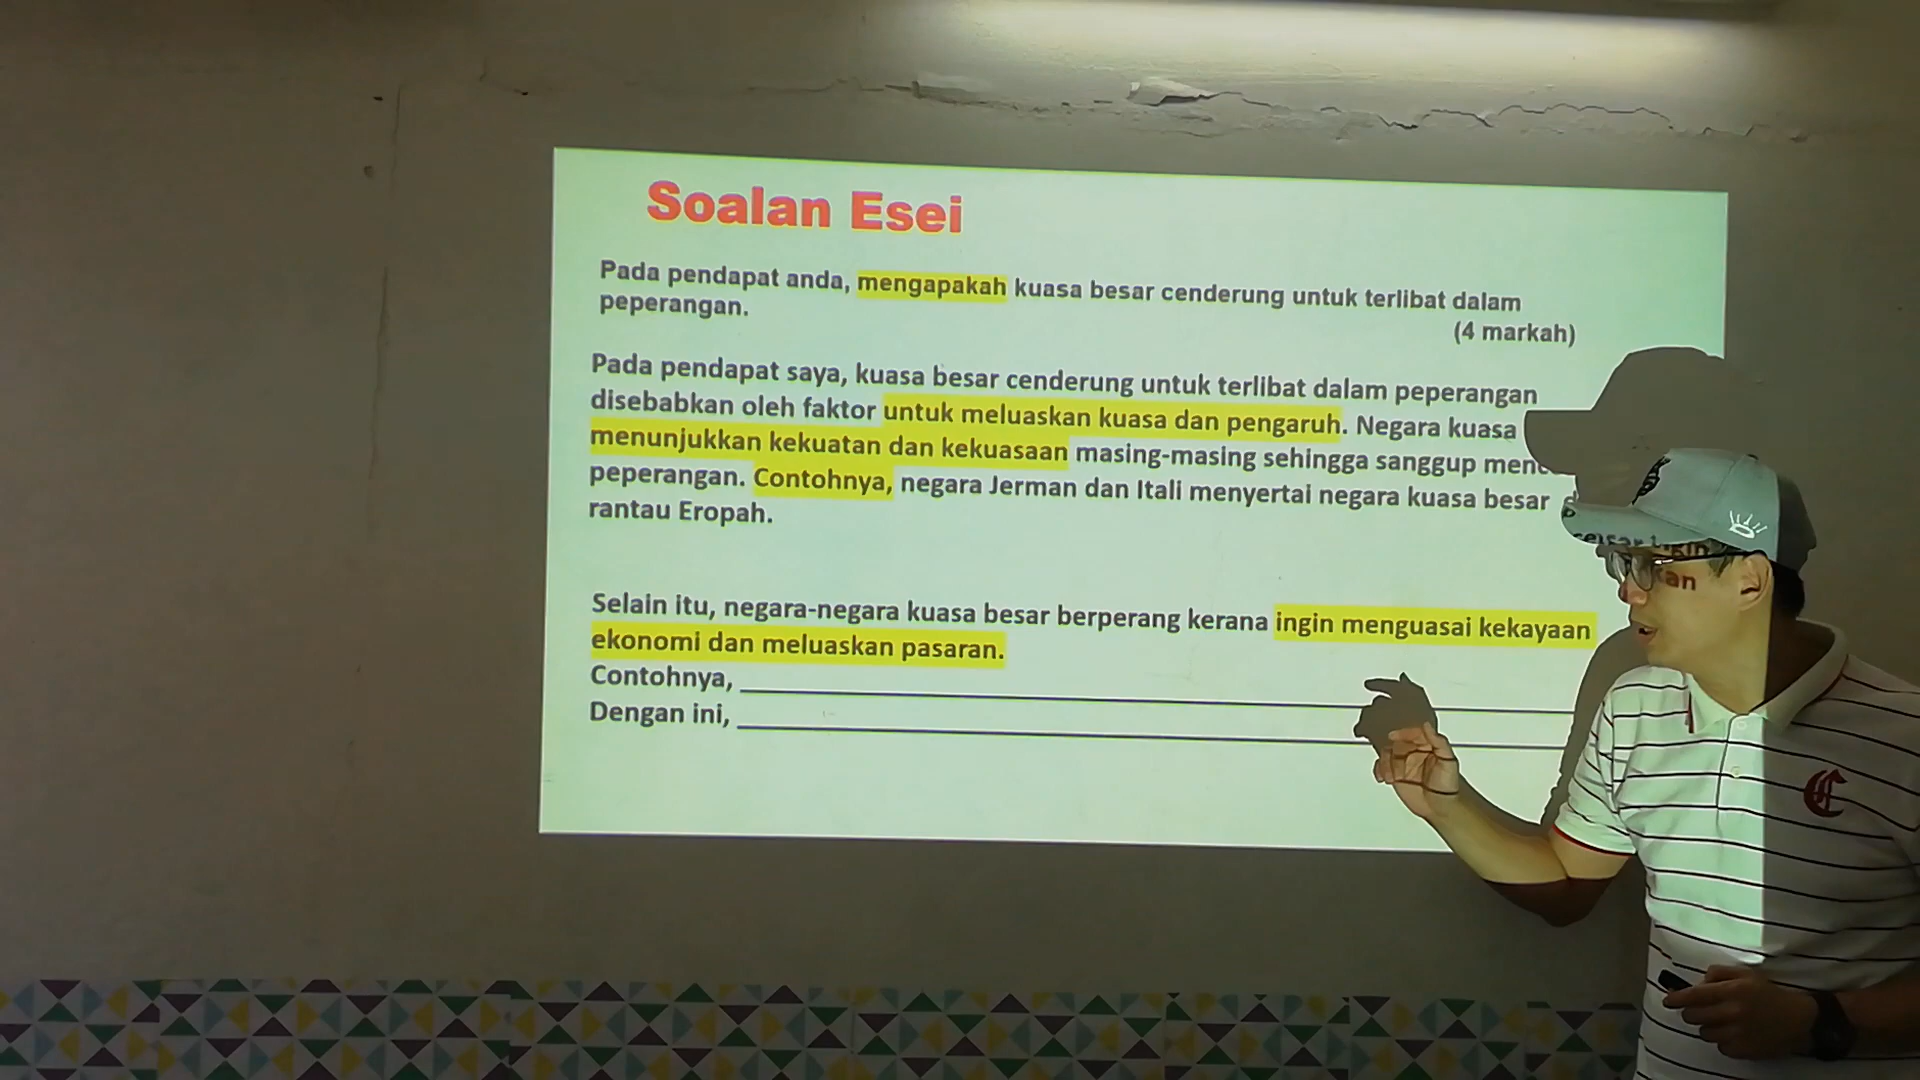 Soalan Esei
Pada pendapat anda, mengapakah kuasa besar cenderung untuk terlibat dalam
peperangan.
(4 markah)
Pada pendapat saya, kuasa besar cenderung untuk terlibat dalam peperangan
disebabkan oleh faktor untuk meluaskan kuasa dan pengaruh. Negara kuasa
menunjukkan kekuatan dan kekuasaan masing-masing sehingga sanggup
peperangan. Contohnya, negara Jerman dan Itali menyertai negara kuasa besar
rantau Eropah.
Selain itu, negara-negara kuasa besar berperang kerana ingin menguasai kekayaan
ekonomi dan meluaskan pasaran.
Contohnya,
Dengan ini,